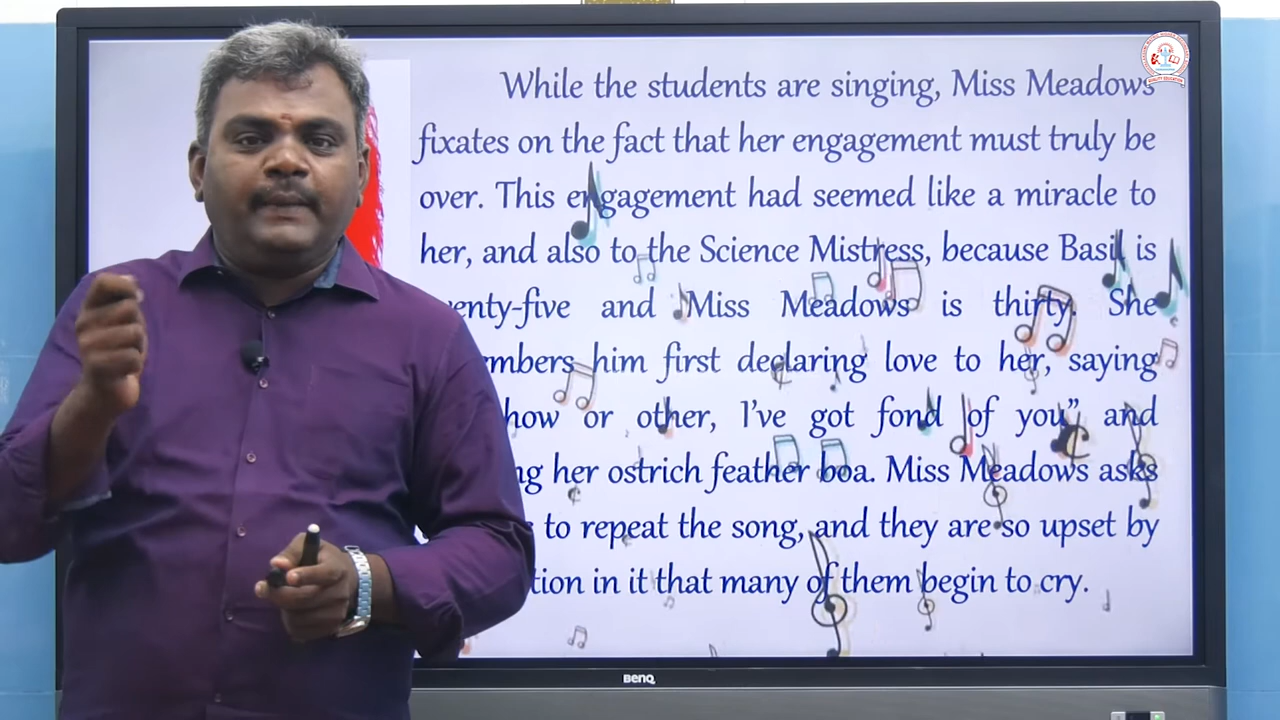 While the students are singing, Miss Meadows
fixates on the fact that her engagement must truly be
over. This engagement had seemed like a miracle to
her, and also to the Science Mistress, because Basil is
and Miss Meadows is thirty. She
him first declaring love to her, saying
or other, I've got fond of you” and
her ostrich feather boa. Miss Meadows asks
to repeat the song, and they are so upset by
in it that many of them begin to cry.
BenQ
QUALITY EDUCATION